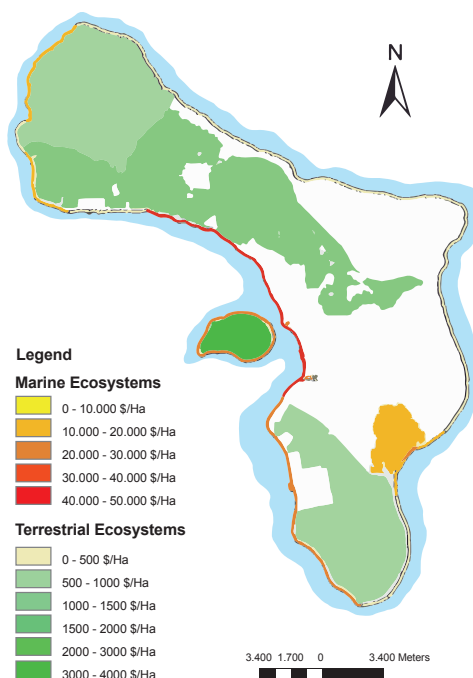 N
Legend
Marine Ecosystems
0 - 10.000 $/Ha
10.000 - 20.000 $/Ha
20.000 - 30.000 $/Ha
30.000 - 40.000 $/Ha
40.000 - 50.000 $/Ha
Terrestrial Ecosystems
0 - 500 $/Ha
500 - 1000 $/Ha
1000 - 1500 $/Ha
1500 - 2000 $/Ha
2000 - 3000 $/Ha
3000 - 4000 $/Ha
3.400 1.700 0 3.400 Meters